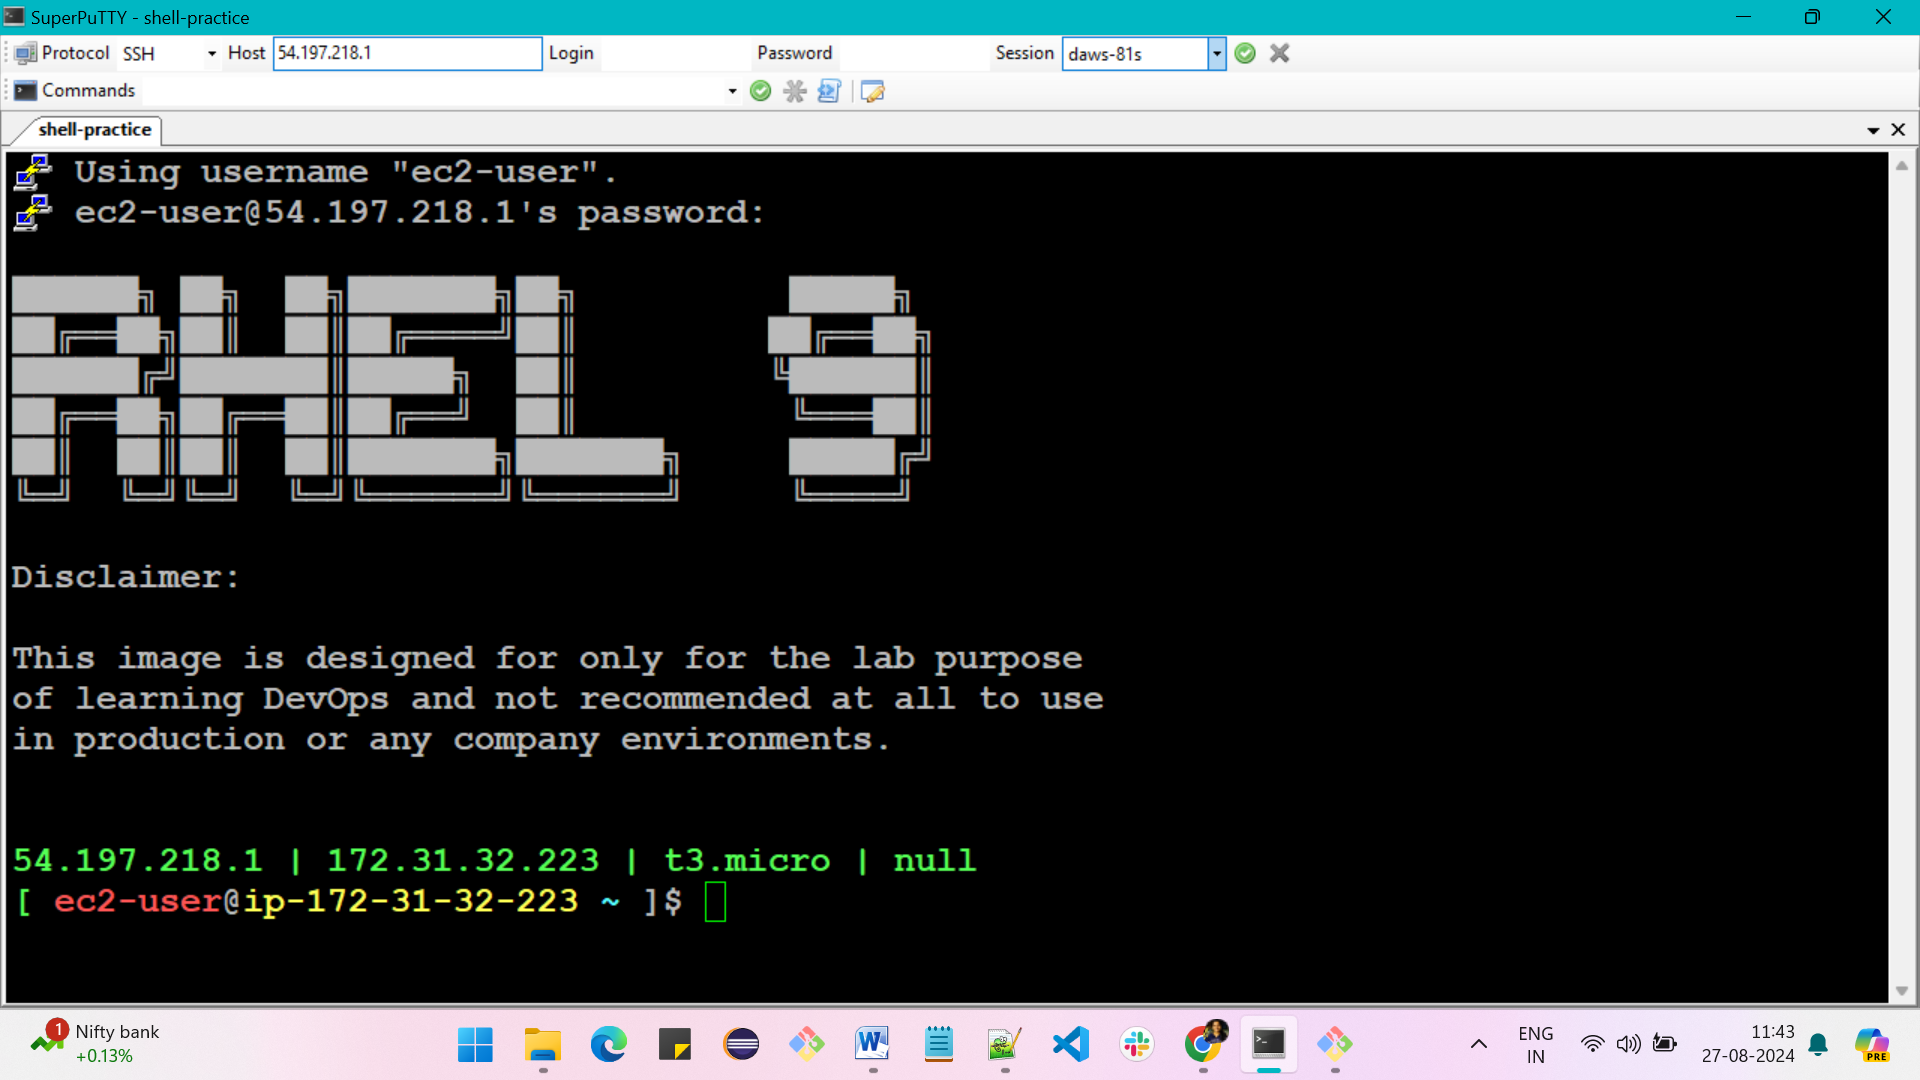 SuperPuTTY - shell-practice
Protocol SSH Host 54.197.218.1 Login Password Session daws-81s
Commands
shell-practice
Using username "ec2-user".
ec2-user@54.197.218.1's password:
RHEL 9
Disclaimer:
This image is designed for only for the lab purpose
of learning DevOps and not recommended at all to use
in production or any company environments.
54.197.218.1 | 172.31.32.223 | t3.micro | null
[ ec2-user@ip-172-31-32-223 ~ ]$
1 Nifty bank
+0.13%
ENG
IN
11:43
27-08-2024
PRE